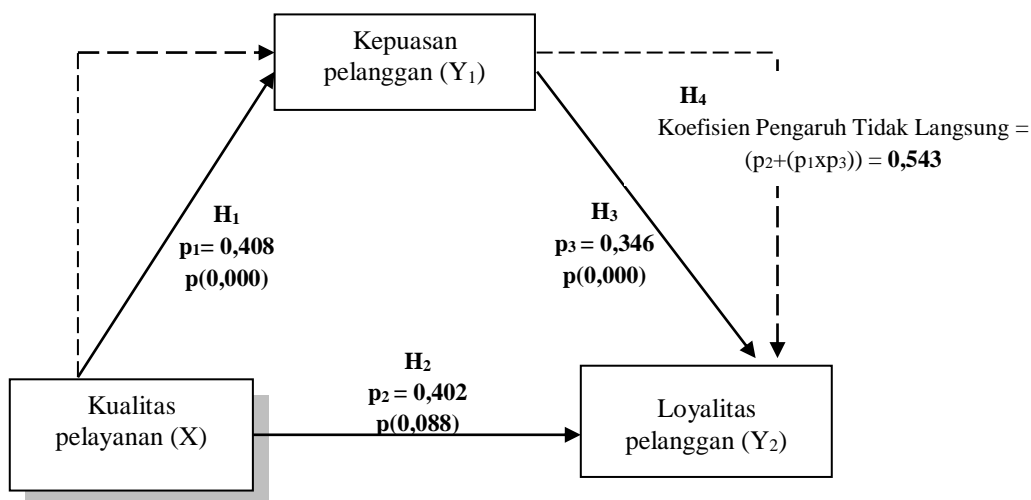 Kepuasan
pelanggan (Y₁)
H₄
Koefisien Pengaruh Tidak Langsung =
(p₂+(p₁xp₃)) = 0,543
H₁
p₁= 0,408
p(0,000)
H₃
p₃ = 0,346
p(0,000)
H₂
p₂ = 0,402
p(0,088)
Kualitas
pelayanan (X)
Loyalitas
pelanggan (Y₂)